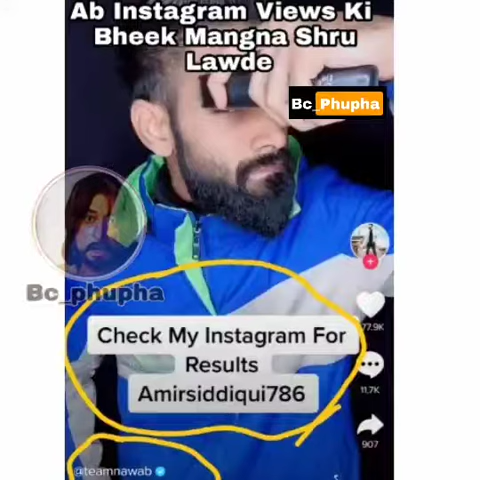 Ab Instagram Views Ki
Bheek Mangna Shru
Lawde
Bc_Phupha
Bc_phupha
77.9K
Check My Instagram For
Results
Amirsiddiqui786
11.7K
907
@teamnawab